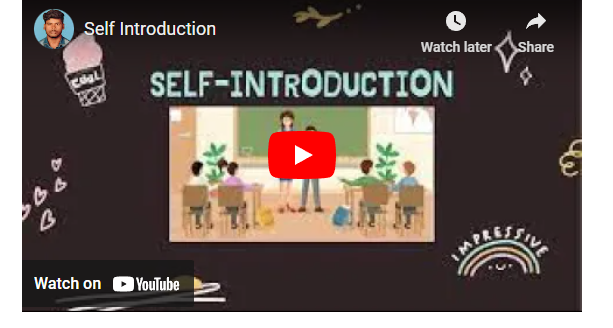 Self Introduction
Watch later
Share
COOL
SELF-INTRODUCTION
IMPRESSIVE
Watch on YouTube